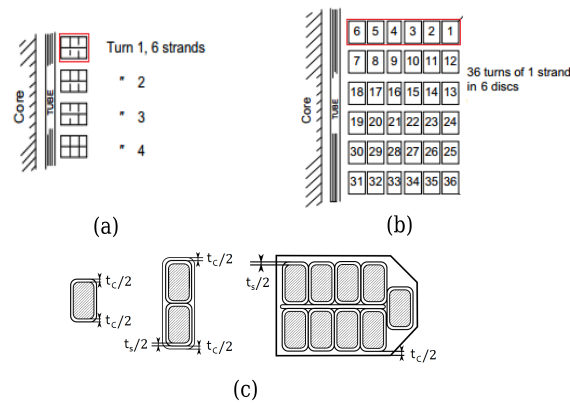 Turn 1, 6 strands
" 2
" 3
" 4
Core
TUBE
(a)
6 5 4 3 2 1
7 8 9 10 11 12
18 17 16 15 14 13
19 20 21 22 23 24
30 29 28 27 26 25
31 32 33 34 35 36
36 turns of 1 strand
in 6 discs
Core
TUBE
(b)
tc/2
tc/2
tc/2
ts/2
tc/2
ts/2
tc/2
(c)